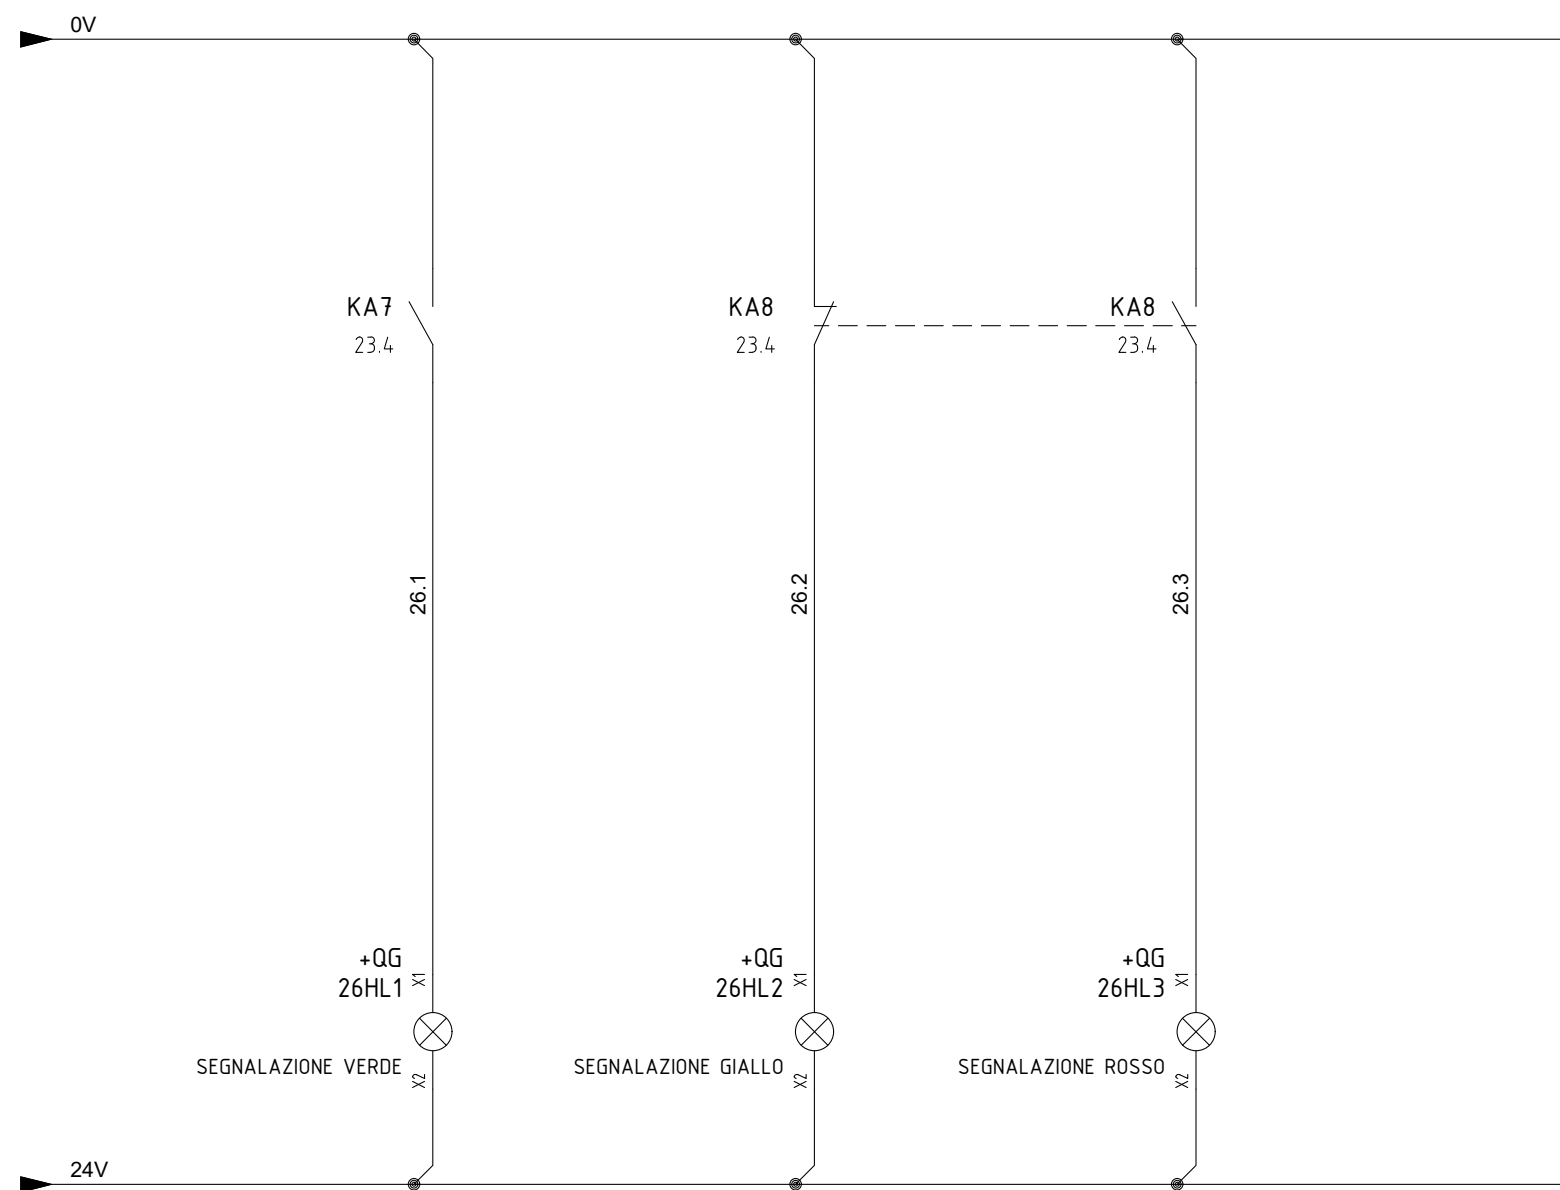 0V
KA7
23.4
KA8
23.4
KA8
23.4
26.1
26.2
26.3
+QG
26HL1
X1
SEGNALAZIONE VERDE
X2
+QG
26HL2
X1
SEGNALAZIONE GIALLO
X2
+QG
26HL3
X1
SEGNALAZIONE ROSSO
X2
24V